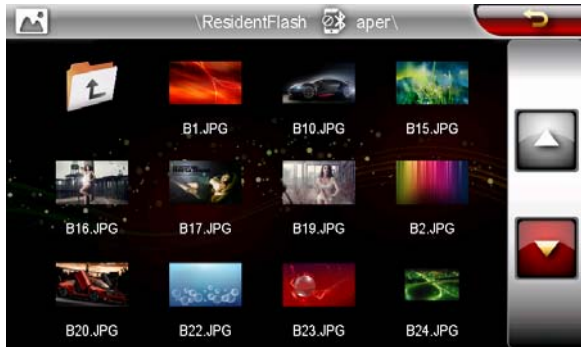 \ResidentFlash aper\
B1.JPG B10.JPG B15.JPG
B16.JPG B17.JPG B19.JPG B2.JPG
B20.JPG B22.JPG B23.JPG B24.JPG